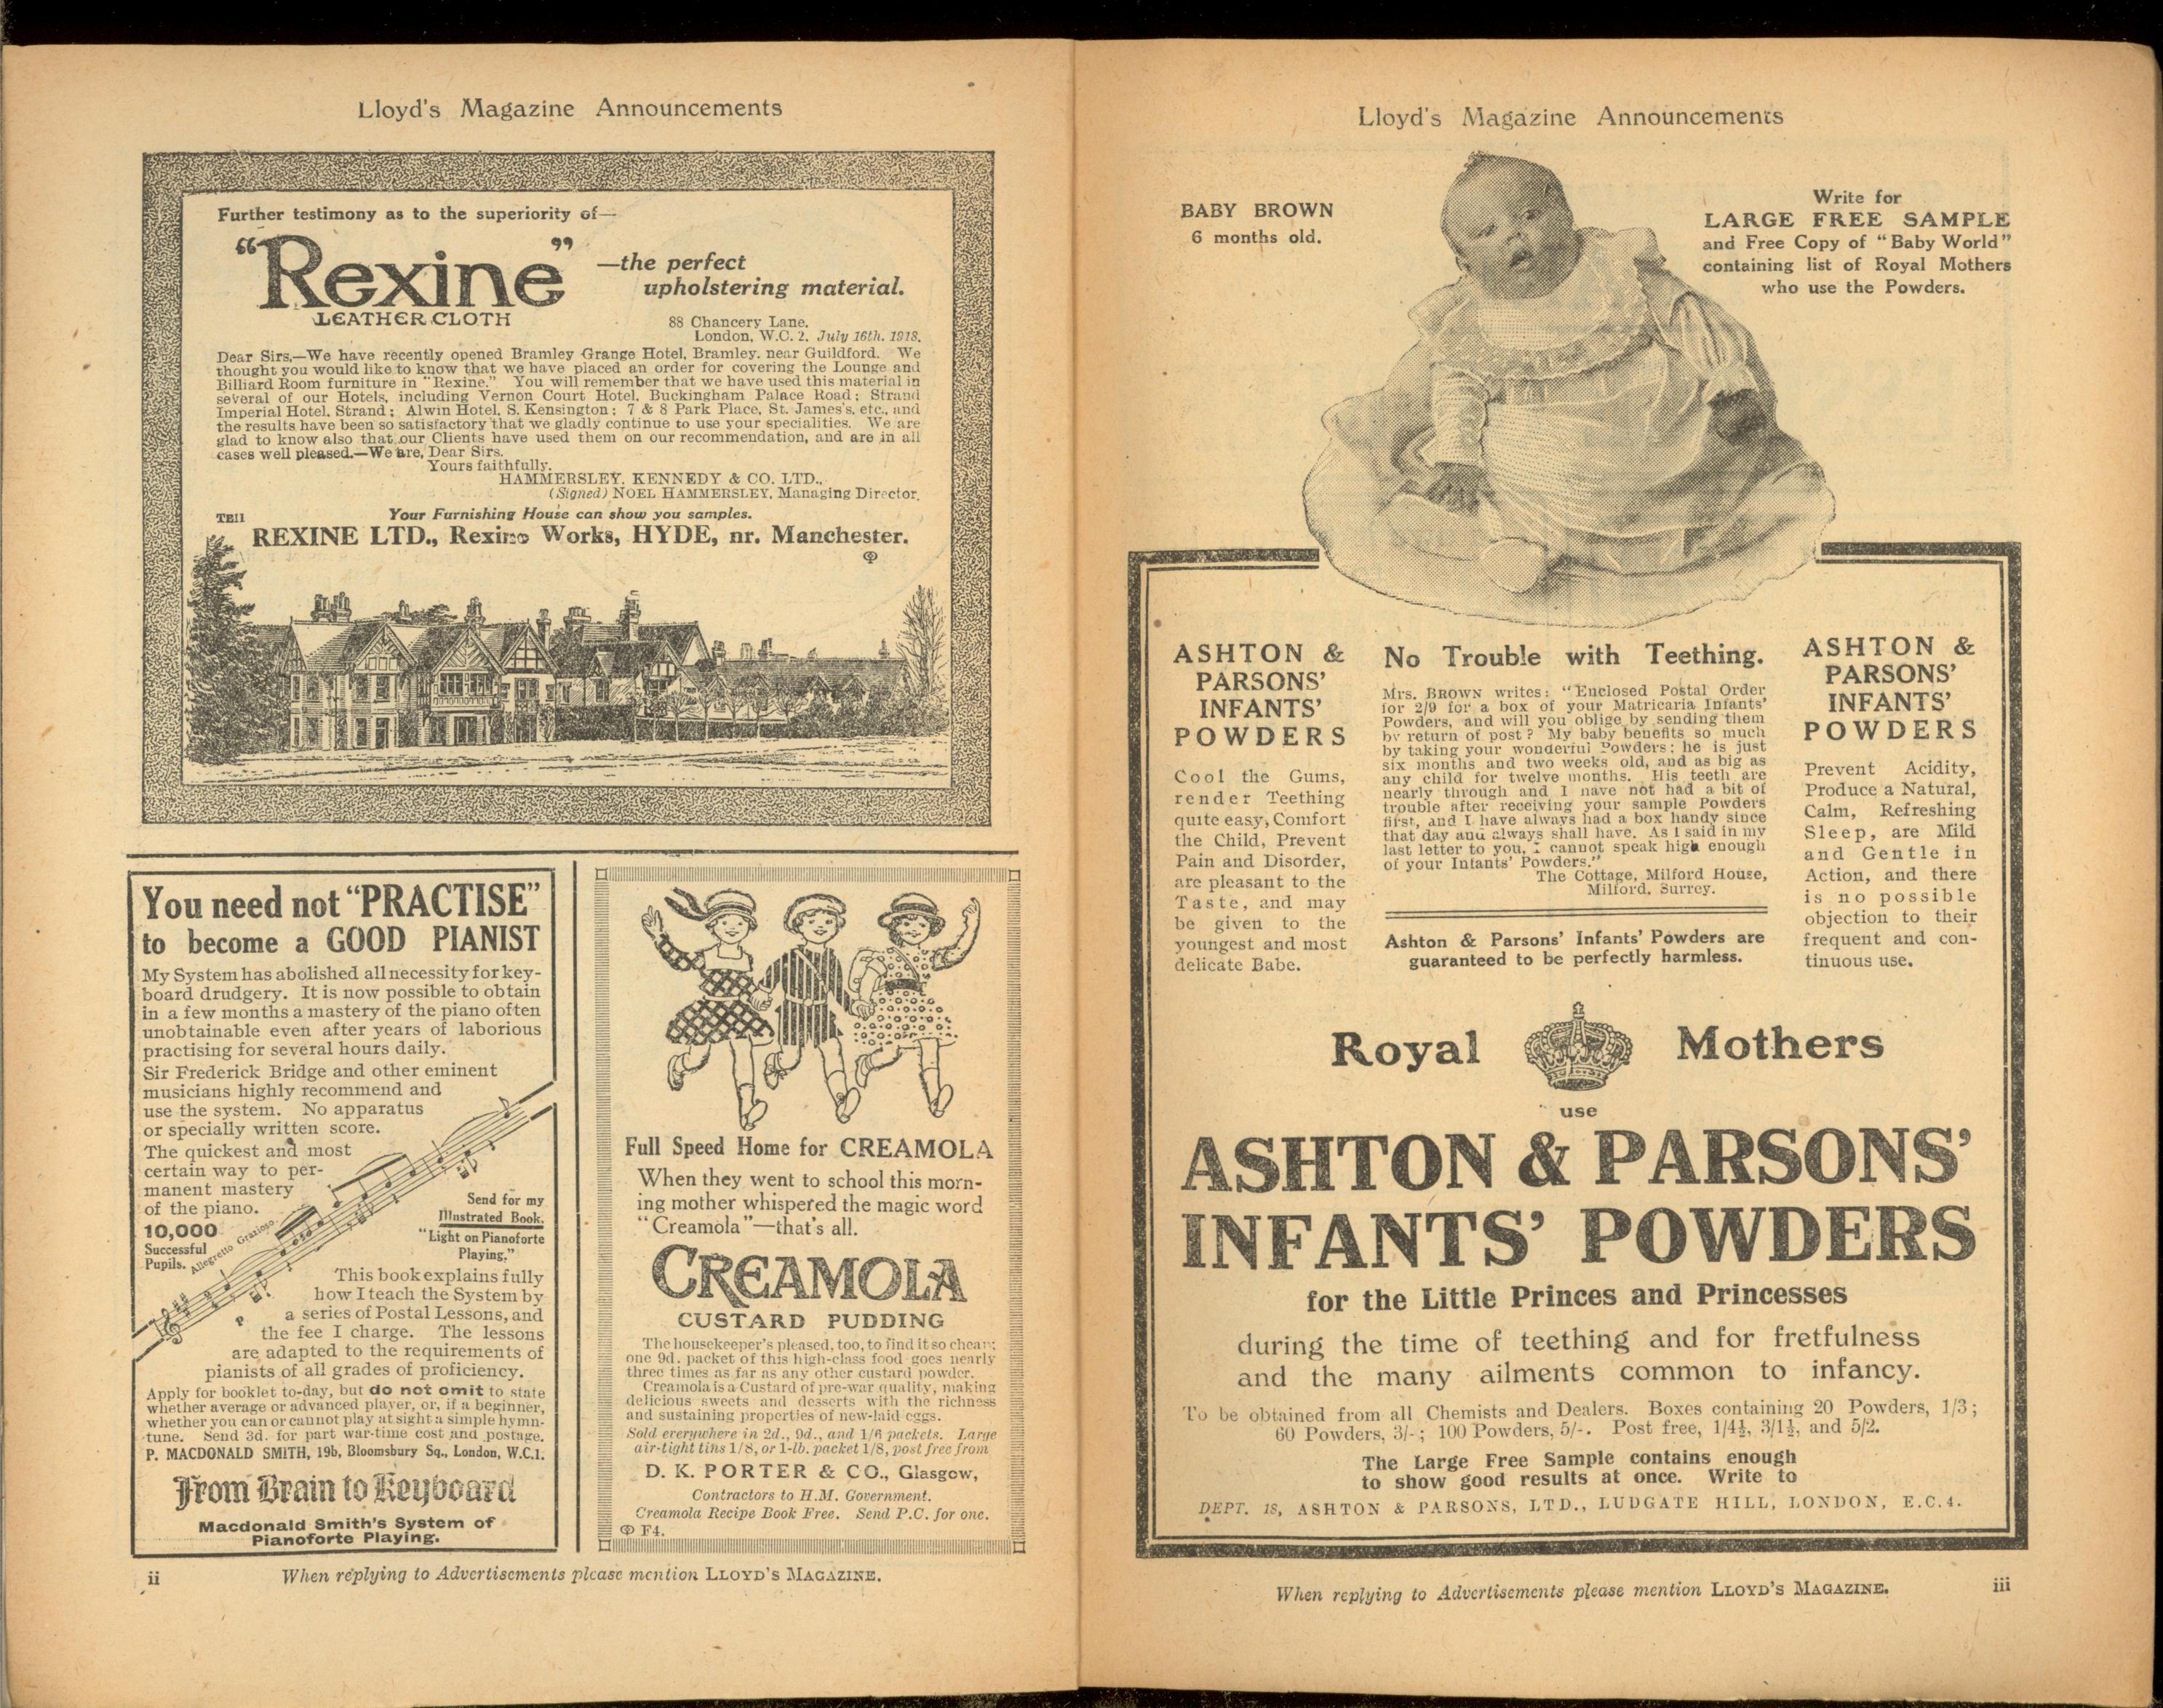 Lloyd's Magazine Announcements
Further testimony as to the superiority of—
"Rexine"
LEATHER CLOTH
—the perfect
upholstering material.
88 Chancery Lane.
London, W.C. 2. July 16th. 1918.
Dear Sirs,—We have recently opened Bramley Grange Hotel, Bramley, near Guildford. We
thought you would like to know that we have placed an order for covering the Lounge and
Billiard Room furniture in "Rexine." You will remember that we have used this material in
several of our Hotels, including Vernon Court Hotel, Buckingham Palace Road; Strand
Imperial Hotel, Strand; Alwin Hotel, S. Kensington; 7 & 8 Park Place, St. James's, etc., and
the results have been so satisfactory that we gladly continue to use your specialities. We are
glad to know also that our Clients have used them on our recommendation, and are in all
cases well pleased.—We are, Dear Sirs.
Yours faithfully.
HAMMERSLEY, KENNEDY & CO. LTD.,
(Signed) NOEL HAMMERSLEY, Managing Director.
Your Furnishing House can show you samples.
TB11
REXINE LTD., Rexine Works, HYDE, nr. Manchester.
You need not "PRACTISE"
to become a GOOD PIANIST
My System has abolished all necessity for key-
board drudgery. It is now possible to obtain
in a few months a mastery of the piano often
unobtainable even after years of laborious
practising for several hours daily.
Sir Frederick Bridge and other eminent
musicians highly recommend and
use the system. No apparatus
or specially written score.
The quickest and most
certain way to per-
manent mastery
of the piano.
10,000
Successful
Pupils.
Allegretto Grazioso.
P
Send for my
Illustrated Book.
"Light on Pianoforte
Playing."
This book explains fully
how I teach the System by
a series of Postal Lessons, and
the fee I charge. The lessons
are adapted to the requirements of
pianists of all grades of proficiency.
Apply for booklet to-day, but do not omit to state
whether average or advanced player, or, if a beginner,
whether you can or cannot play at sight a simple hymn-
tune. Send 3d. for part war-time cost and postage.
P. MACDONALD SMITH, 19b, Bloomsbury Sq., London, W.C.1.
From Brain to Keyboard
Macdonald Smith's System of
Pianoforte Playing.
Full Speed Home for CREAMOLA
When they went to school this morn-
ing mother whispered the magic word
"Creamola"—that's all.
CREAMOLA
CUSTARD PUDDING
The housekeeper's pleased, too, to find it so cheap;
one 9d. packet of this high-class food goes nearly
three times as far as any other custard powder.
Creamola is a Custard of pre-war quality, making
delicious sweets and desserts with the richness
and sustaining properties of new-laid eggs.
Sold everywhere in 2d., 9d., and 1/6 packets. Large
air-tight tins 1/8, or 1-lb. packet 1/8, post free from
D. K. PORTER & CO., Glasgow,
Contractors to H.M. Government.
Creamola Recipe Book Free. Send P.C. for one.
F4.
ii
When replying to Advertisements please mention LLOYD'S MAGAZINE.
Lloyd's Magazine Announcements
BABY BROWN
6 months old.
Write for
LARGE FREE SAMPLE
and Free Copy of "Baby World"
containing list of Royal Mothers
who use the Powders.
ASHTON &
PARSONS'
INFANTS'
POWDERS
Cool the Gums,
render Teething
quite easy, Comfort
the Child, Prevent
Pain and Disorder,
are pleasant to the
Taste, and may
be given to the
youngest and most
delicate Babe.
No Trouble with Teething.
Mrs. BROWN writes: "Enclosed Postal Order
for 2/9 for a box of your Matricaria Infants'
Powders, and will you oblige by sending them
by return of post? My baby benefits so much
by taking your wonderful Powders: he is just
six months and two weeks old, and as big as
any child for twelve months. His teeth are
nearly through and I have not had a bit of
trouble after receiving your sample Powders
first, and I have always had a box handy since
that day and always shall have. As I said in my
last letter to you, I cannot speak high enough
of your Infants' Powders."
The Cottage, Milford House,
Milford, Surrey.
Ashton & Parsons' Infants' Powders are
guaranteed to be perfectly harmless.
ASHTON &
PARSONS'
INFANTS'
POWDERS
Prevent Acidity,
Produce a Natural,
Calm, Refreshing
Sleep, are Mild
and Gentle in
Action, and there
is no possible
objection to their
frequent and con-
tinuous use.
Royal Mothers
use
ASHTON & PARSONS'
INFANTS' POWDERS
for the Little Princes and Princesses
during the time of teething and for fretfulness
and the many ailments common to infancy.
To be obtained from all Chemists and Dealers. Boxes containing 20 Powders, 1/3;
60 Powders, 3/-; 100 Powders, 5/-. Post free, 1/4½, 3/1½, and 5/2.
The Large Free Sample contains enough
to show good results at once. Write to
DEPT. 18, ASHTON & PARSONS, LTD., LUDGATE HILL, LONDON, E.C.4.
When replying to Advertisements please mention LLOYD'S MAGAZINE.
iii